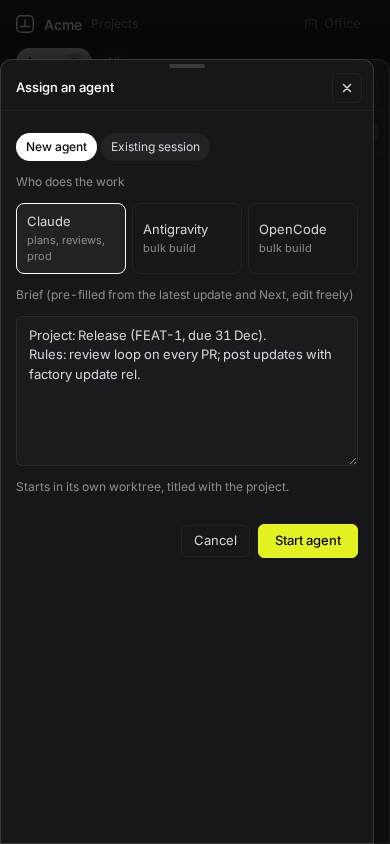 Acme Projects
Office
Assign an agent
New agent
Existing session
Who does the work
Claude
plans, reviews,
prod
Antigravity
bulk build
OpenCode
bulk build
Brief (pre-filled from the latest update and Next, edit freely)
Project: Release (FEAT-1, due 31 Dec).
Rules: review loop on every PR; post updates with
factory update rel.
Starts in its own worktree, titled with the project.
Cancel
Start agent